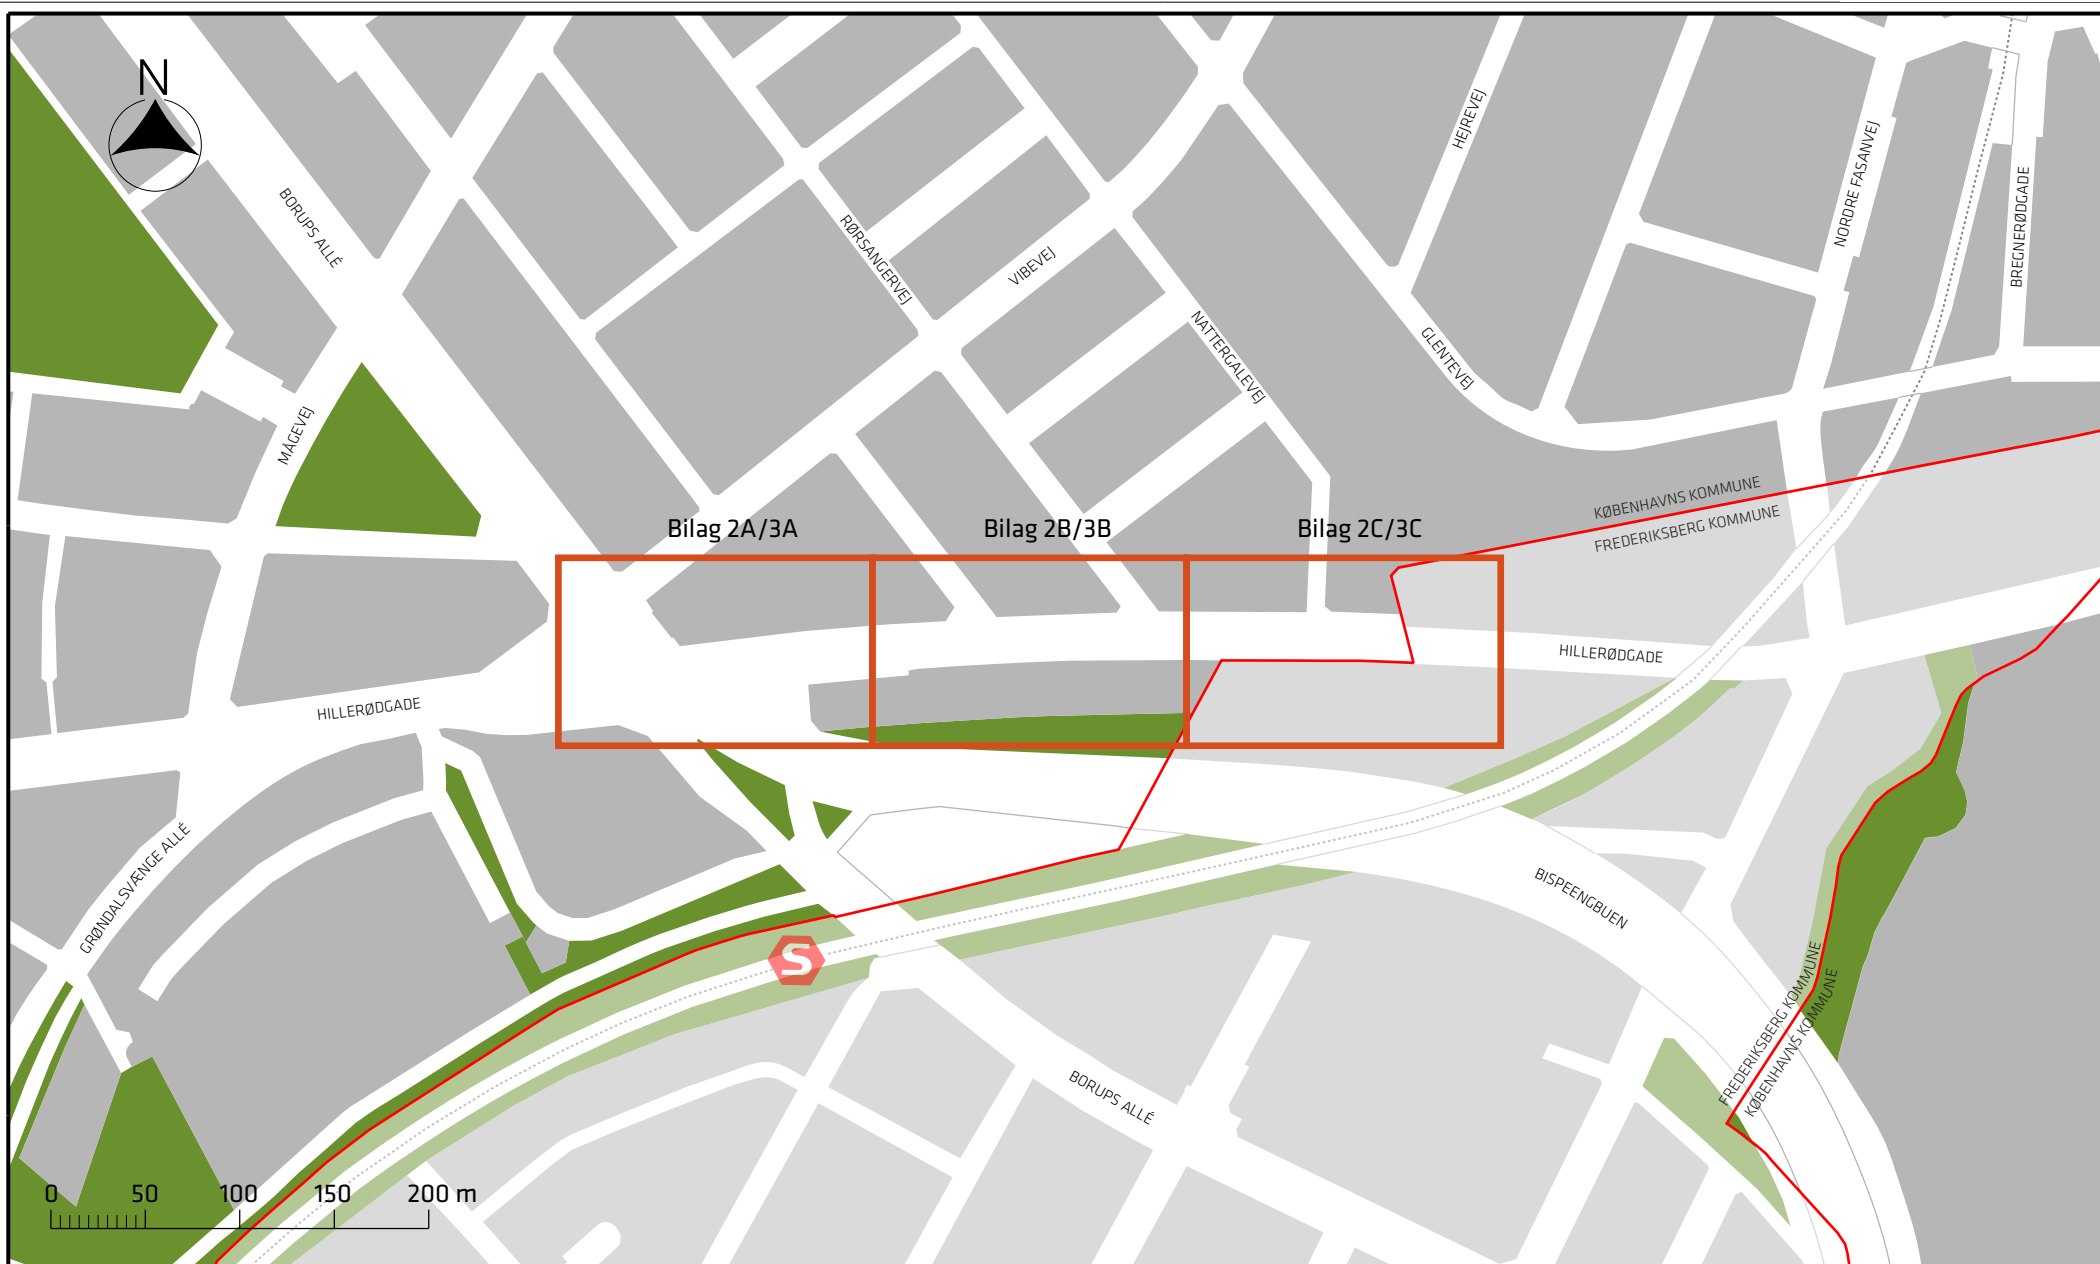 N
BORUPS ALLÉ
RØRSANGERVEJ
VIBEVEJ
HEJREVEJ
NORDRE FASANVEJ
BREGNERØDGADE
NATTERGALEVEJ
GLENTEVEJ
MÅGEVEJ
KØBENHAVNS KOMMUNE
FREDERIKSBERG KOMMUNE
Bilag 2A/3A
Bilag 2B/3B
Bilag 2C/3C
HILLERØDGADE
HILLERØDGADE
GRØNDALSVÆNGE ALLÉ
BISPEENGBUEN
S
FREDERIKSBERG KOMMUNE
KØBENHAVNS KOMMUNE
BORUPS ALLÉ
0 50 100 150 200 m